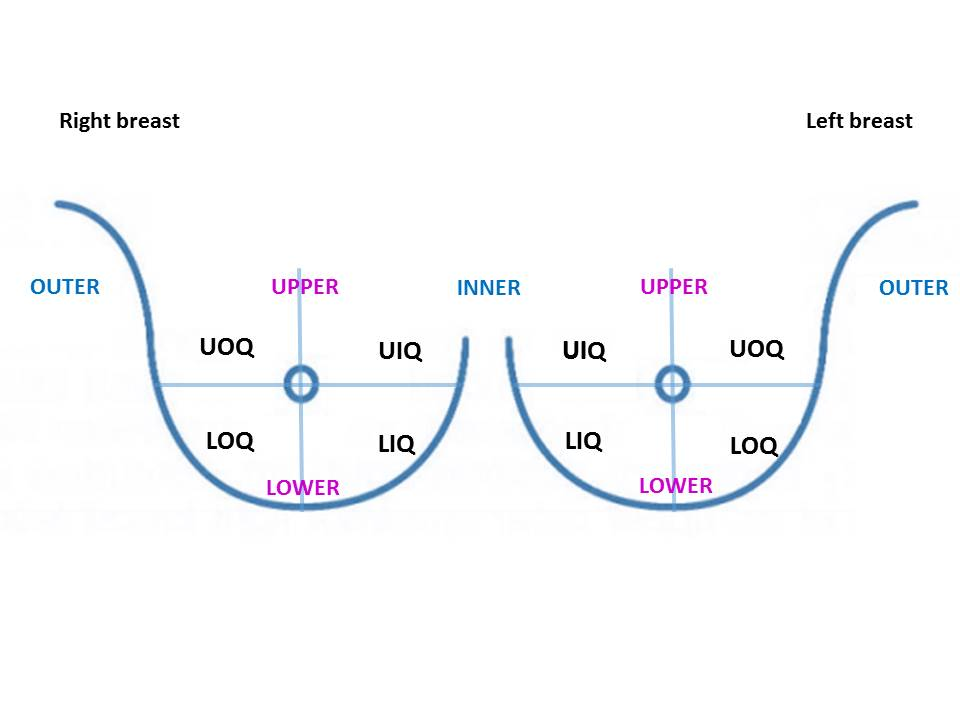 Right breast Left breast
OUTER UPPER INNER UPPER OUTER
UOQ UIQ UIQ UOQ
LOQ LIQ LIQ LOQ
LOWER LOWER